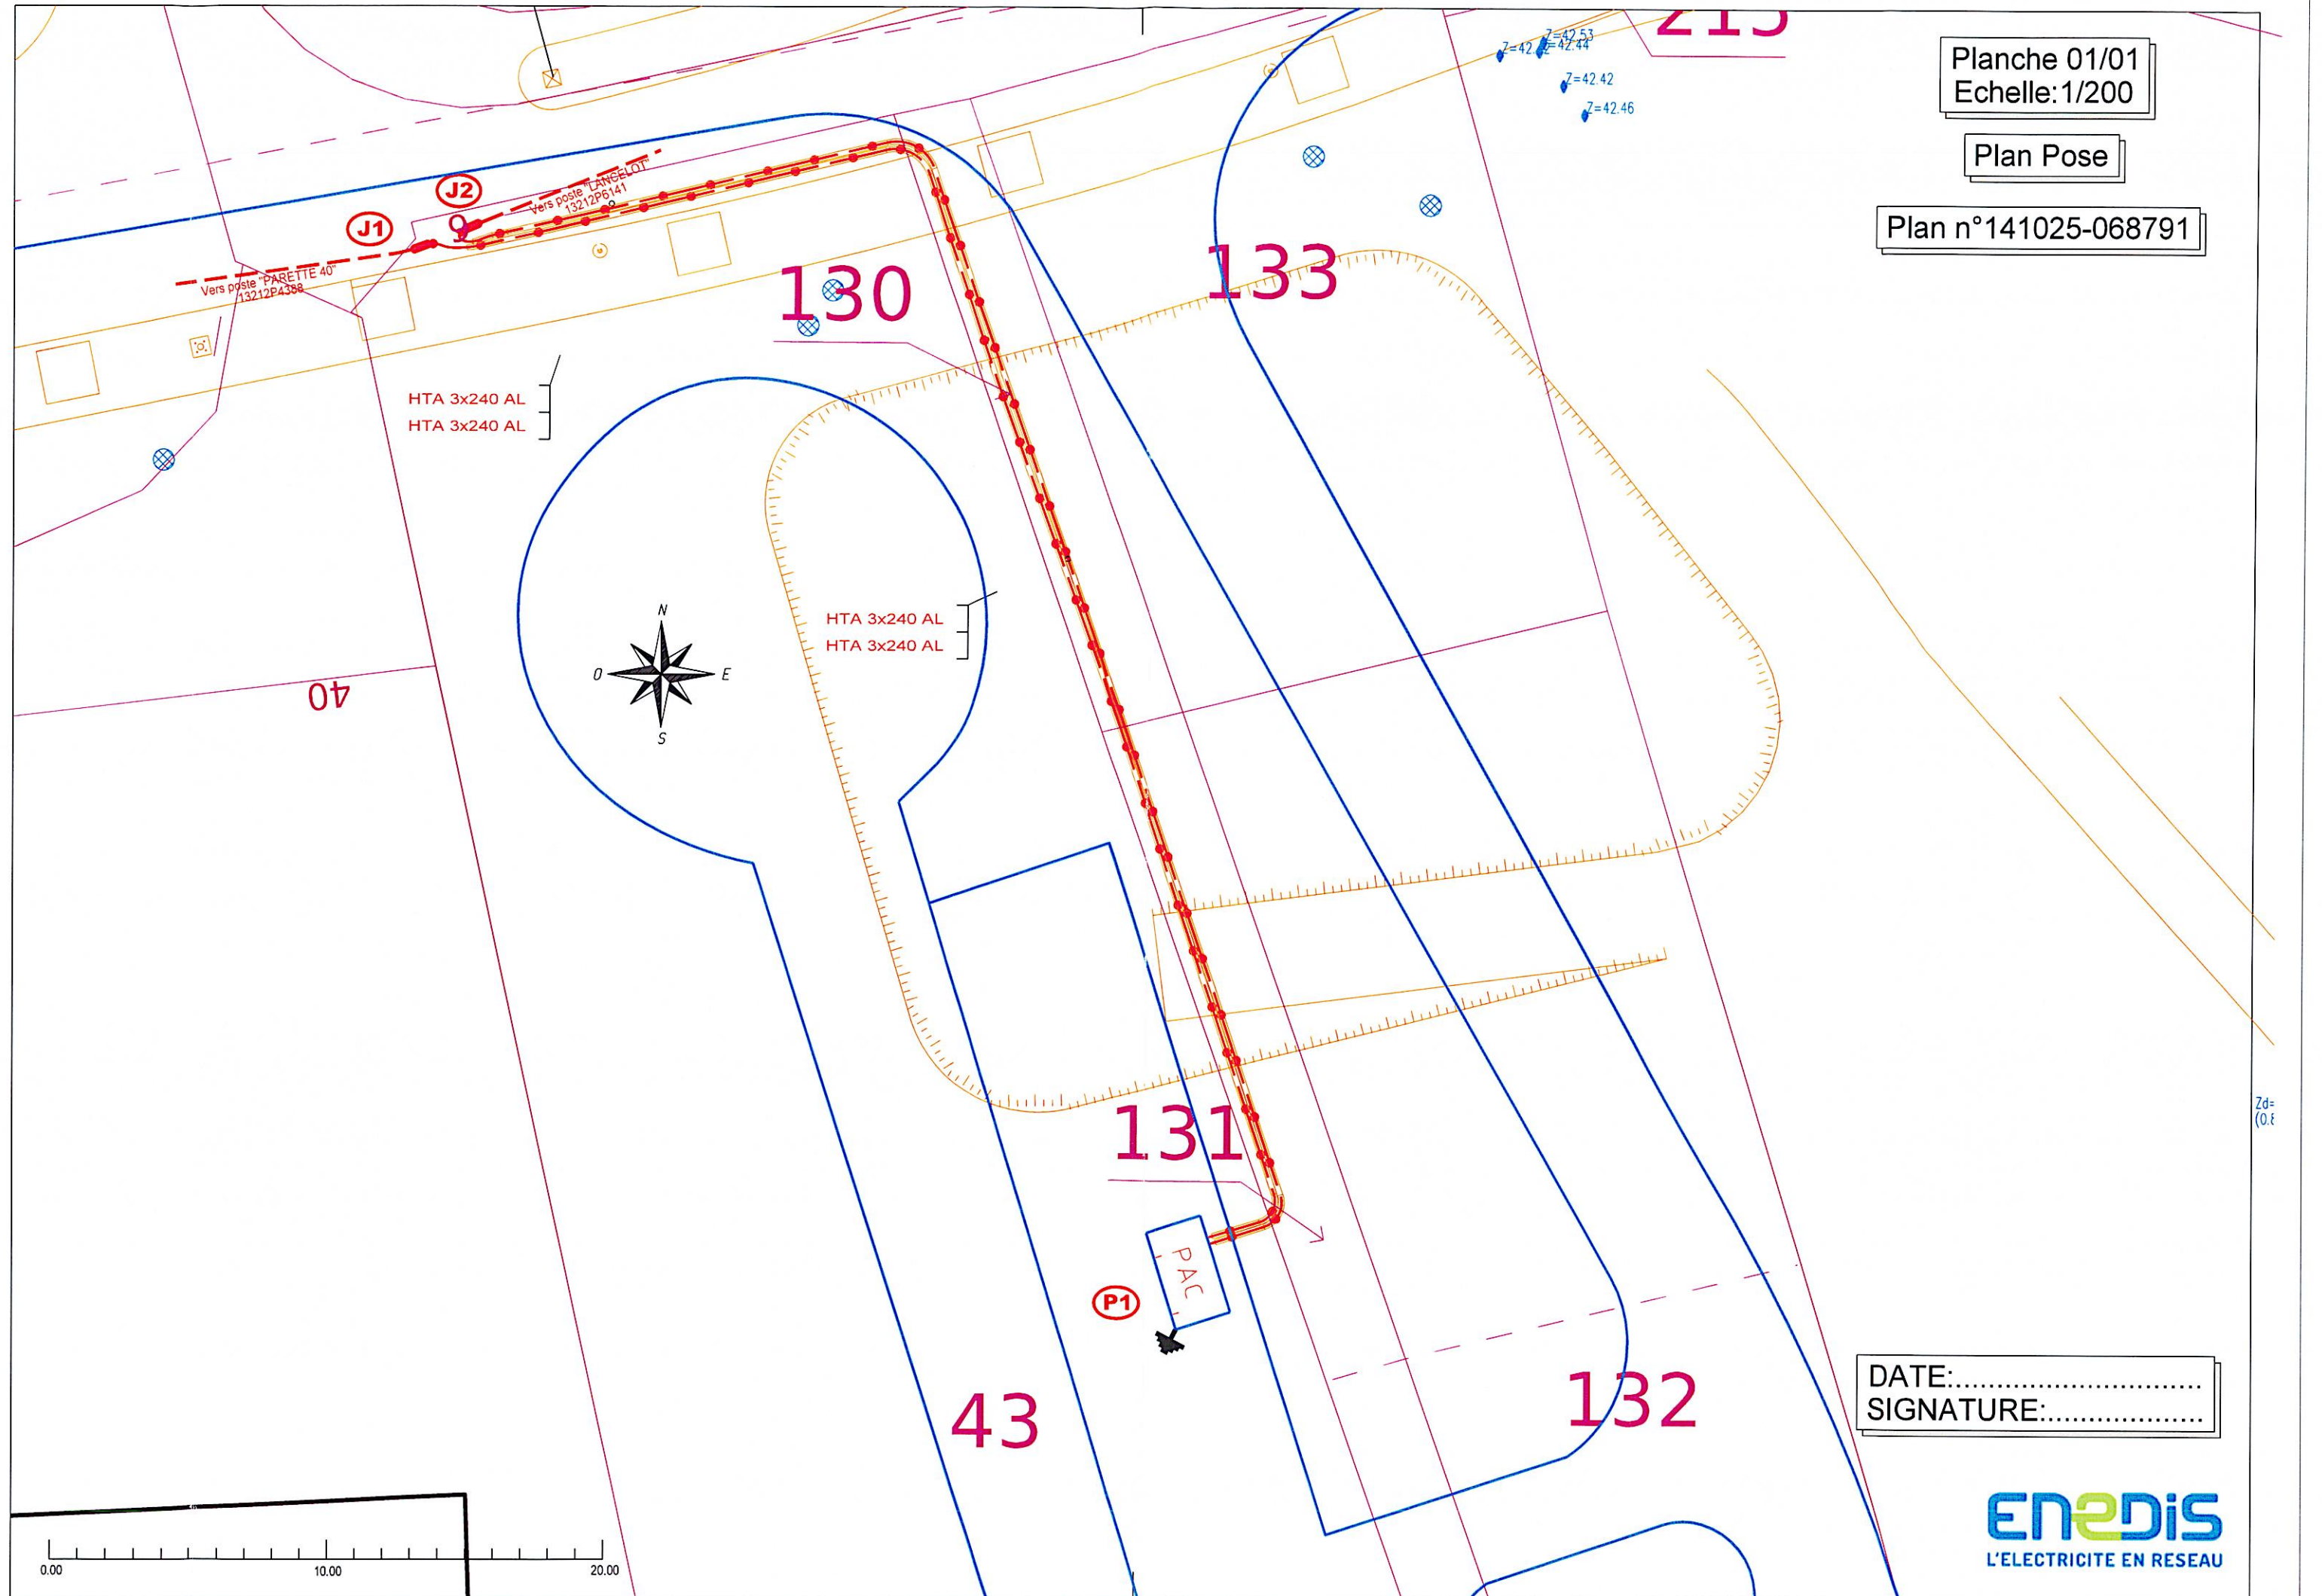 215
Z=42.53
Z=42.44
Z=42.42
Z=42.46
Planche 01/01
Echelle:1/200
Plan Pose
Plan n°141025-068791
J2
Vers poste "LANCELOT"
13212P6141
J1
Vers poste "PARETTE 40"
13212P4388
130
133
HTA 3x240 AL
HTA 3x240 AL
HTA 3x240 AL
HTA 3x240 AL
N
O
E
S
40
131
PAC
P1
43
132
DATE:..............................
SIGNATURE:...................
0.00
10.00
20.00
Zd=
ENEDIS
L'ELECTRICITE EN RESEAU